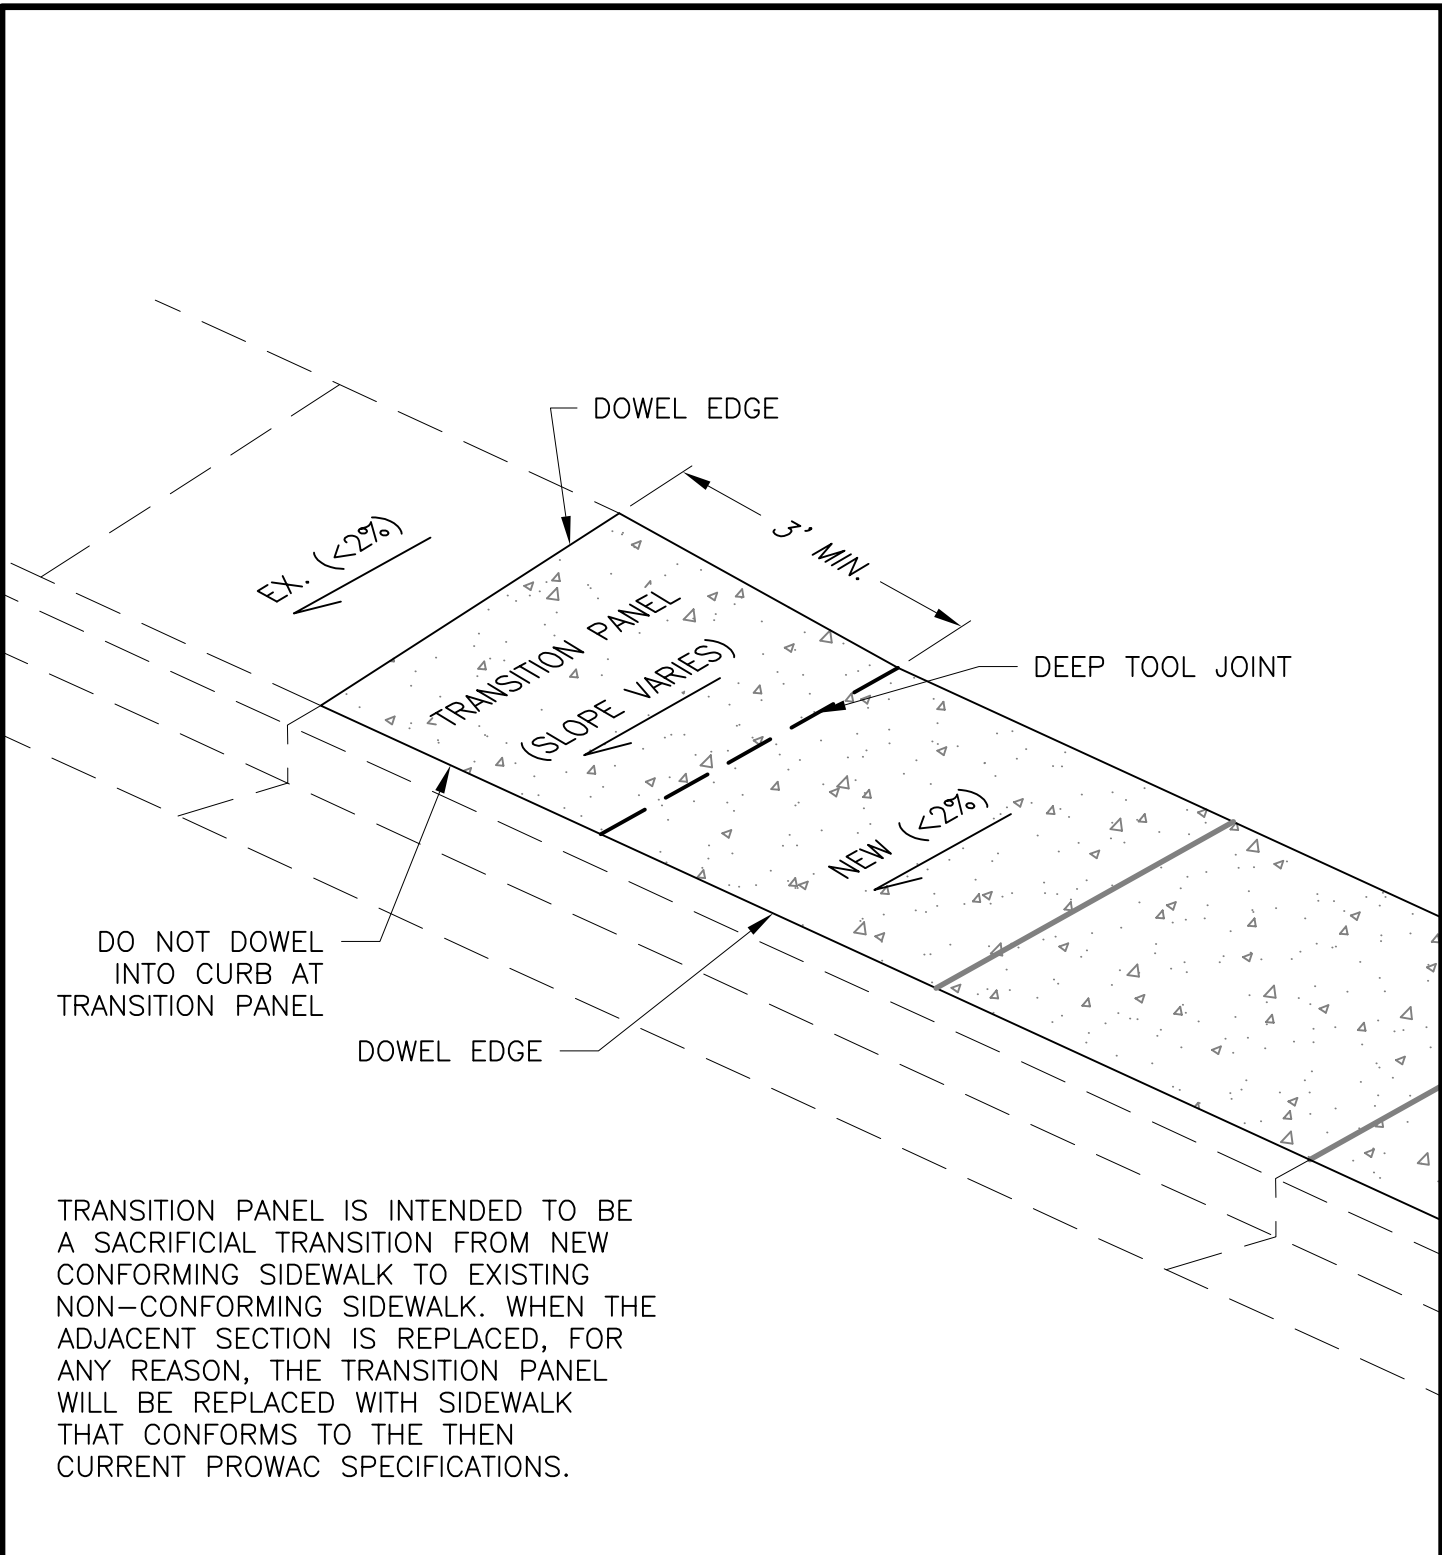 DOWEL EDGE
3' MIN.
EX. (<2%)
TRANSITION PANEL
(SLOPE VARIES)
DEEP TOOL JOINT
NEW (<2%)
DO NOT DOWEL
INTO CURB AT
TRANSITION PANEL
DOWEL EDGE
TRANSITION PANEL IS INTENDED TO BE
A SACRIFICIAL TRANSITION FROM NEW
CONFORMING SIDEWALK TO EXISTING
NON-CONFORMING SIDEWALK. WHEN THE
ADJACENT SECTION IS REPLACED, FOR
ANY REASON, THE TRANSITION PANEL
WILL BE REPLACED WITH SIDEWALK
THAT CONFORMS TO THE THEN
CURRENT PROWAC SPECIFICATIONS.